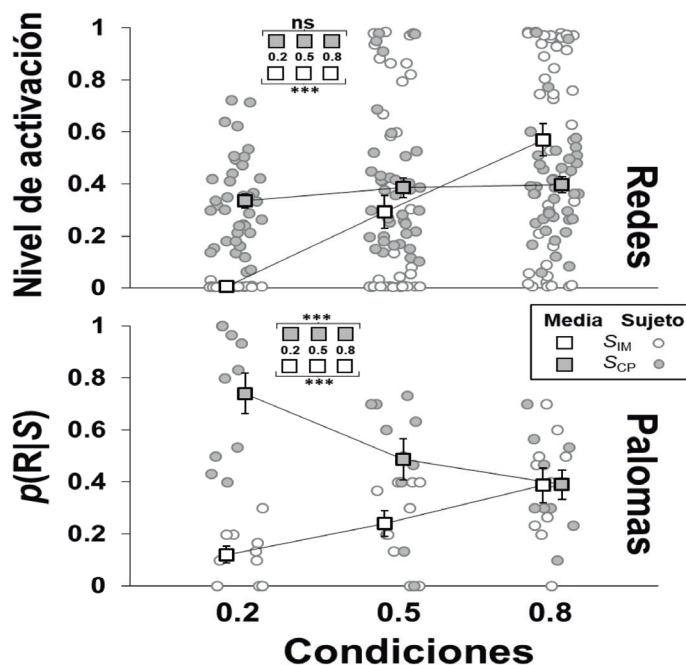 Nivel de activación
1
0.8
0.6
0.4
0.2
0
ns
0.2 0.5 0.8
***
Redes
p(R|S)
1
0.8
0.6
0.4
0.2
0
***
0.2 0.5 0.8
***
Media Sujeto
SIM
SCP
Palomas
0.2 0.5 0.8
Condiciones